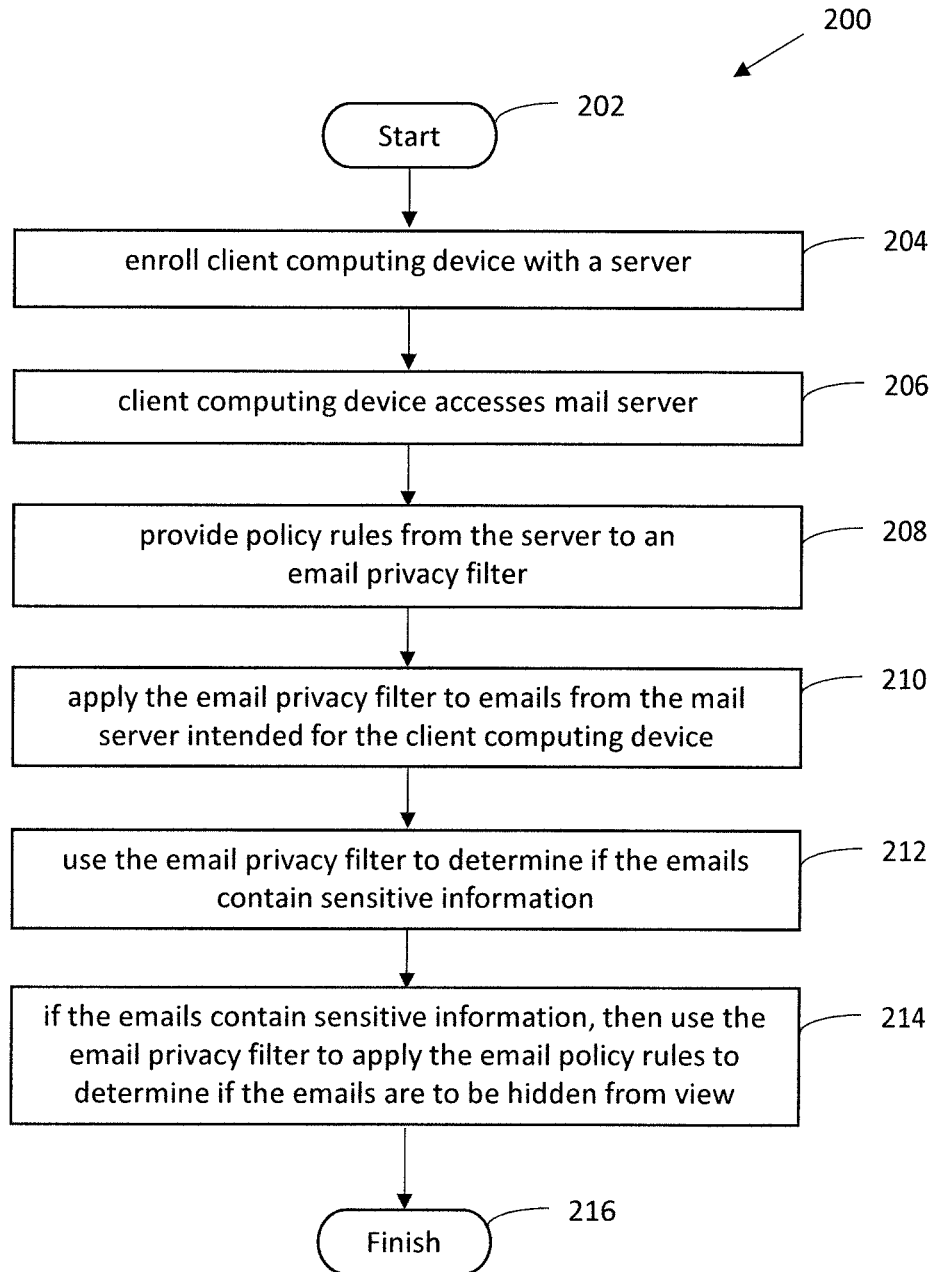 200
Start
202
enroll client computing device with a server
204
client computing device accesses mail server
206
provide policy rules from the server to an
email privacy filter
208
apply the email privacy filter to emails from the mail
server intended for the client computing device
210
use the email privacy filter to determine if the emails
contain sensitive information
212
if the emails contain sensitive information, then use the
email privacy filter to apply the email policy rules to
determine if the emails are to be hidden from view
214
Finish
216